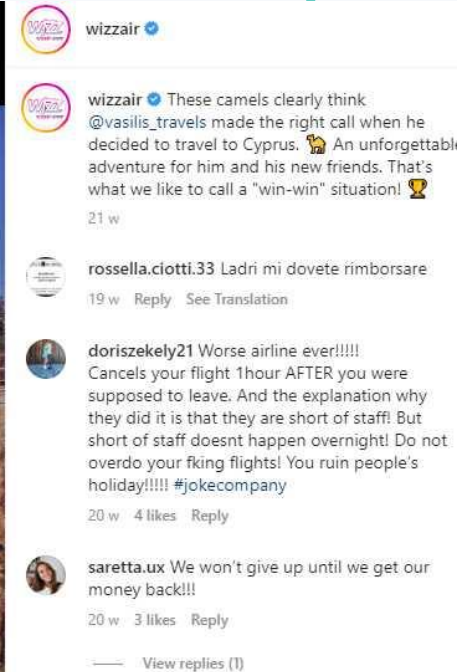 wizzair
wizzair These camels clearly think
@vasilis_travels made the right call when he
decided to travel to Cyprus. 🐪 An unforgettable
adventure for him and his new friends. That's
what we like to call a "win-win" situation! 🏆
21 w
rossella.ciotti.33 Ladri mi dovete rimborsare
19 w Reply See Translation
doriszekely21 Worse airline ever!!!!!
Cancels your flight 1hour AFTER you were
supposed to leave. And the explanation why
they did it is that they are short of staff! But
short of staff doesnt happen overnight! Do not
overdo your fking flights! You ruin people's
holiday!!!!! #jokecompany
20 w 4 likes Reply
saretta.ux We won't give up until we get our
money back!!!
20 w 3 likes Reply
View replies (1)